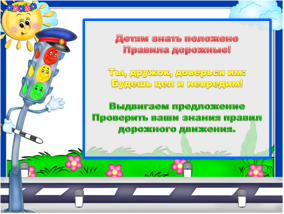 Детям знать положено
Правила дорожные!
Ты, дружок, доверься им:
Будешь цел и невредим!
Выдвигаем предложение
Проверить ваши знания правил
дорожного движения.